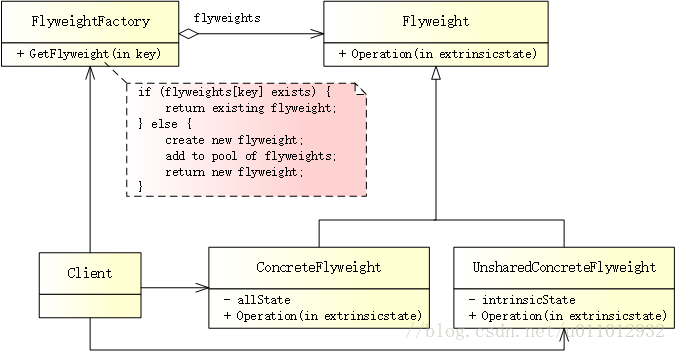 FlyweightFactory
+ GetFlyweight(in key)
flyweights
Flyweight
+ Operation(in extrinsicstate)
if (flyweights[key] exists) {
return existing flyweight;
} else {
create new flyweight;
add to pool of flyweights;
return new flyweight;
}
Client
ConcreteFlyweight
- allState
+ Operation(in extrinsicstate)
UnsharedConcreteFlyweight
- intrinsicState
+ Operation(in extrinsicstate)
//blog.csdn.net/u011012932